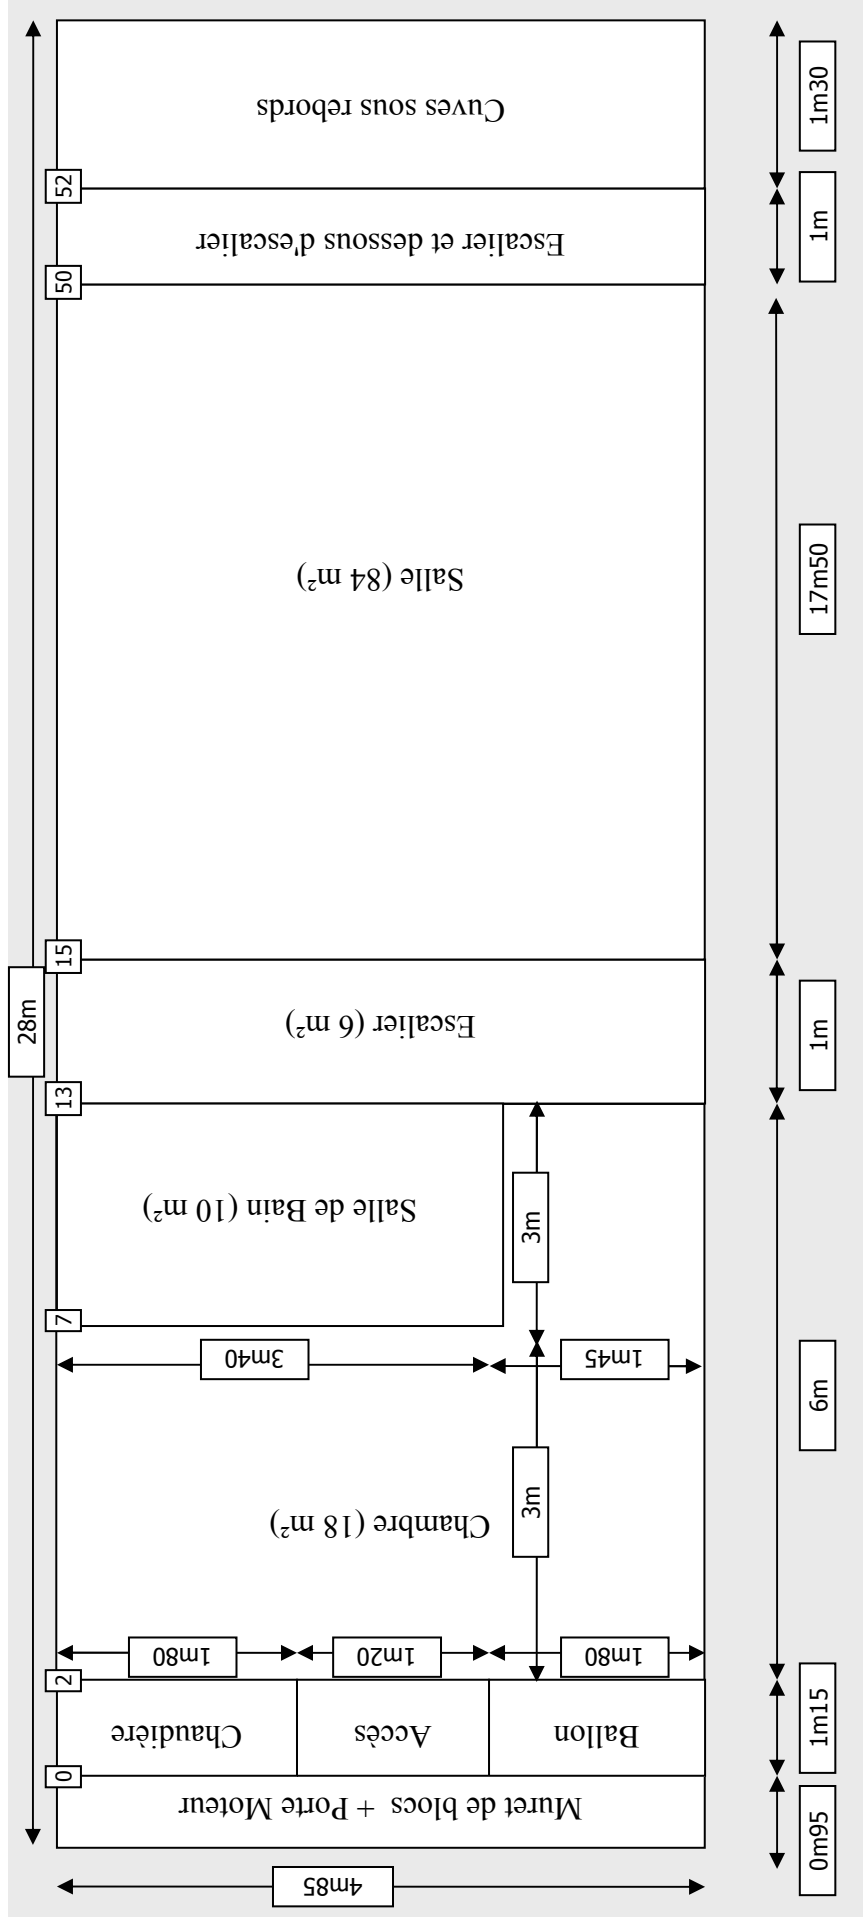 Cuves sous rebords
1m30
52
Escalier et dessous d'escalier
1m
50
Salle (84 m²)
17m50
15
28m
Escalier (6 m²)
1m
13
Salle de Bain (10 m²)
3m
7
3m40
1m45
6m
Chambre (18 m²)
3m
1m80
1m20
1m80
2
Chaudière
Accès
Ballon
1m15
0
Muret de blocs + Porte Moteur
0m95
4m85